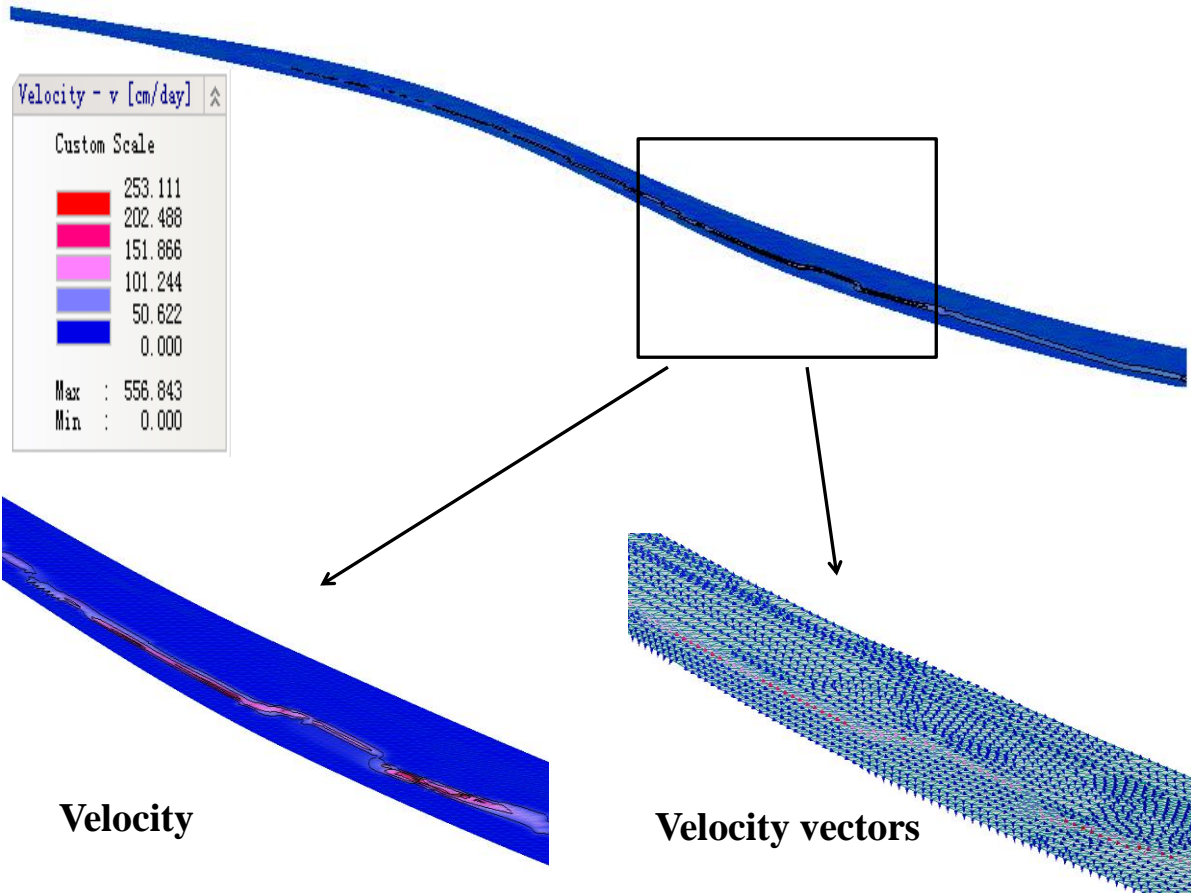 Velocity - v [cm/day]
Custom Scale
253.111
202.488
151.866
101.244
50.622
0.000
Max : 556.843
Min : 0.000
Velocity
Velocity vectors